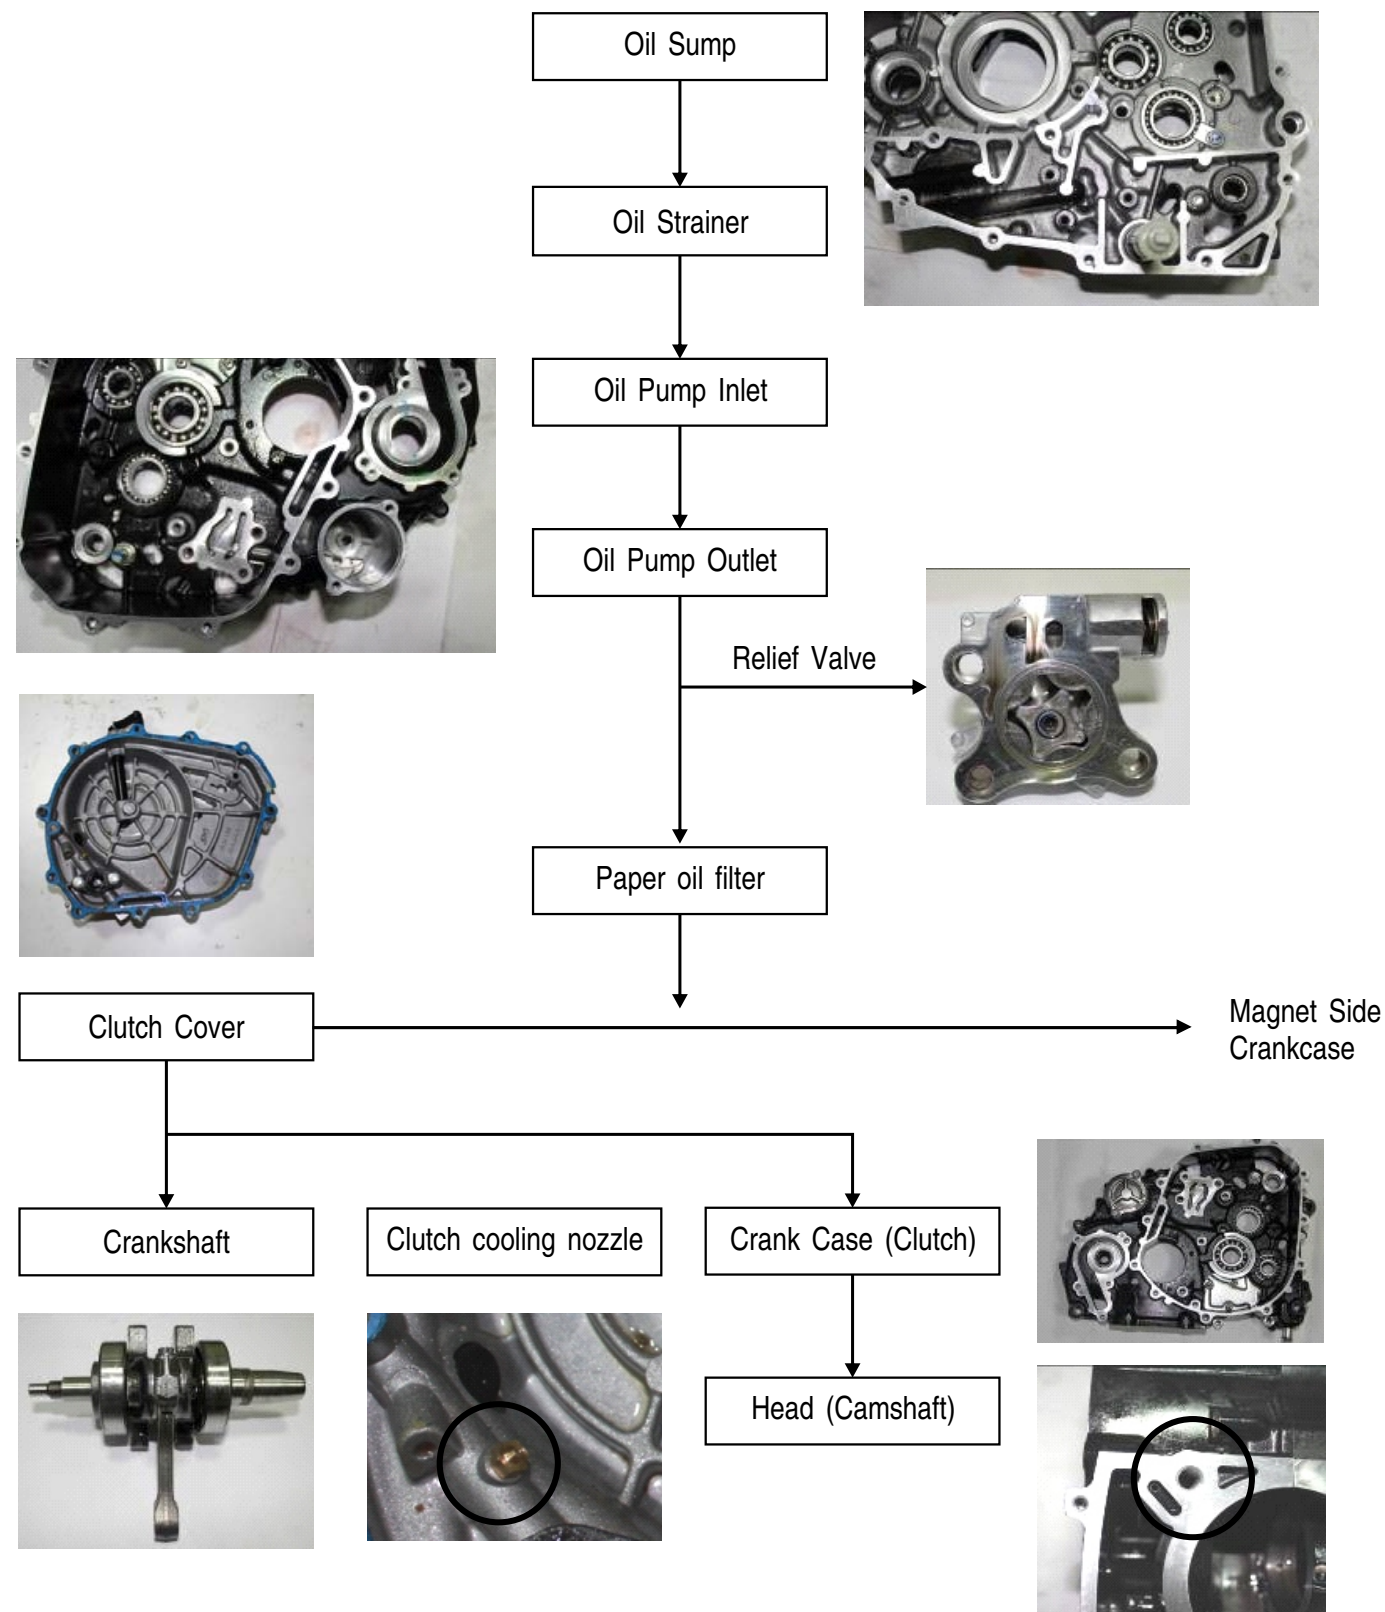 Oil Sump
Oil Strainer
Oil Pump Inlet
Oil Pump Outlet
Relief Valve
Paper oil filter
Clutch Cover
Magnet Side
Crankcase
Crankshaft
Clutch cooling nozzle
Crank Case (Clutch)
Head (Camshaft)